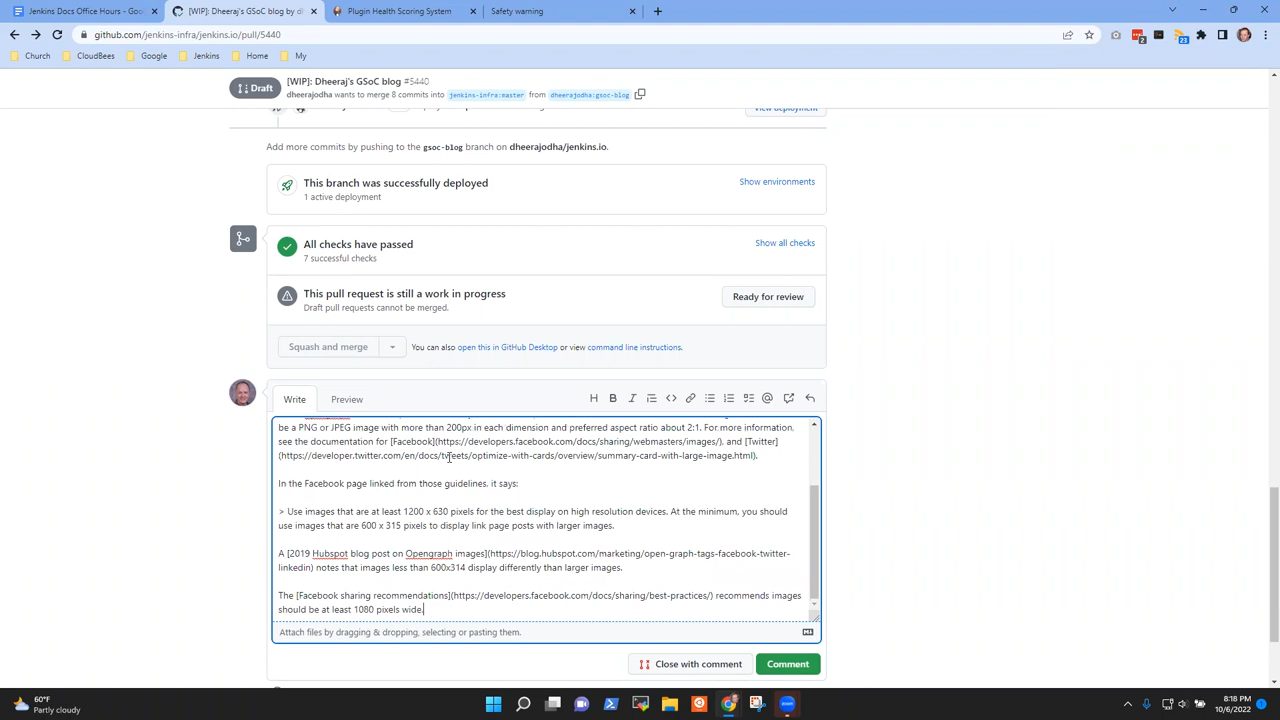 Jenkins Docs Office Hours - G
[WIP]: Dheeraj's GSoC blog by dh
Plugin Health Scoring System
Safety warning
github.com/jenkins-infra/jenkins.io/pull/5440
2
23
Church
CloudBees
Google
Jenkins
Home
My
Draft
[WIP]: Dheeraj's GSoC blog #5440
dheerajodha wants to merge 8 commits into jenkins-infra:master from dheerajodha:gsoc-blog
View deployment
Add more commits by pushing to the gsoc-blog branch on dheerajodha/jenkins.io.
This branch was successfully deployed
1 active deployment
Show environments
All checks have passed
7 successful checks
Show all checks
This pull request is still a work in progress
Draft pull requests cannot be merged.
Ready for review
Squash and merge
You can also open this in GitHub Desktop or view command line instructions.
Write
Preview
be a PNG or JPEG image with more than 200px in each dimension and preferred aspect ratio about 2:1. For more information,
see the documentation for [Facebook](https://developers.facebook.com/docs/sharing/webmasters/images/). and [Twitter]
(https://developer.twitter.com/en/docs/tweets/optimize-with-cards/overview/summary-card-with-large-image.html).
In the Facebook page linked from those guidelines, it says:
> Use images that are at least 1200 x 630 pixels for the best display on high resolution devices. At the minimum, you should
use images that are 600 x 315 pixels to display link page posts with larger images.
A [2019 Hubspot blog post on Opengraph images](https://blog.hubspot.com/marketing/open-graph-tags-facebook-twitter-
linkedin) notes that images less than 600x314 display differently than larger images.
The [Facebook sharing recommendations](https://developers.facebook.com/docs/sharing/best-practices/) recommends images
should be at least 1080 pixels wide.
Attach files by dragging & dropping, selecting or pasting them.
Close with comment
Comment
60°F
Partly cloudy
zoom
8:18 PM
10/6/2022